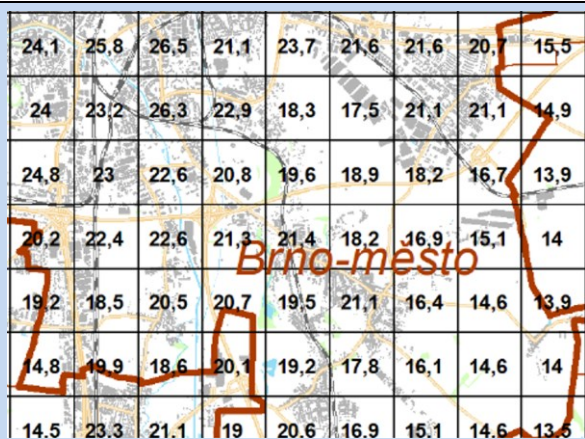 24,1 25,8 26,5 21,1 23,7 21,6 21,6 20,7 15,5
24 23,2 26,3 22,9 18,3 17,5 21,1 21,1 14,9
24,8 23 22,6 20,8 19,6 18,9 18,2 16,7 13,9
20,2 22,4 22,6 21,3 21,4 18,2 16,9 15,1 14
Brno-město
19,2 18,5 20,5 20,7 19,5 21,1 16,4 14,6 13,9
14,8 19,9 18,6 20,1 19,2 17,8 16,1 14,6 14
14,5 23,3 21,1 19 20,6 16,9 15,1 14,6 13,5